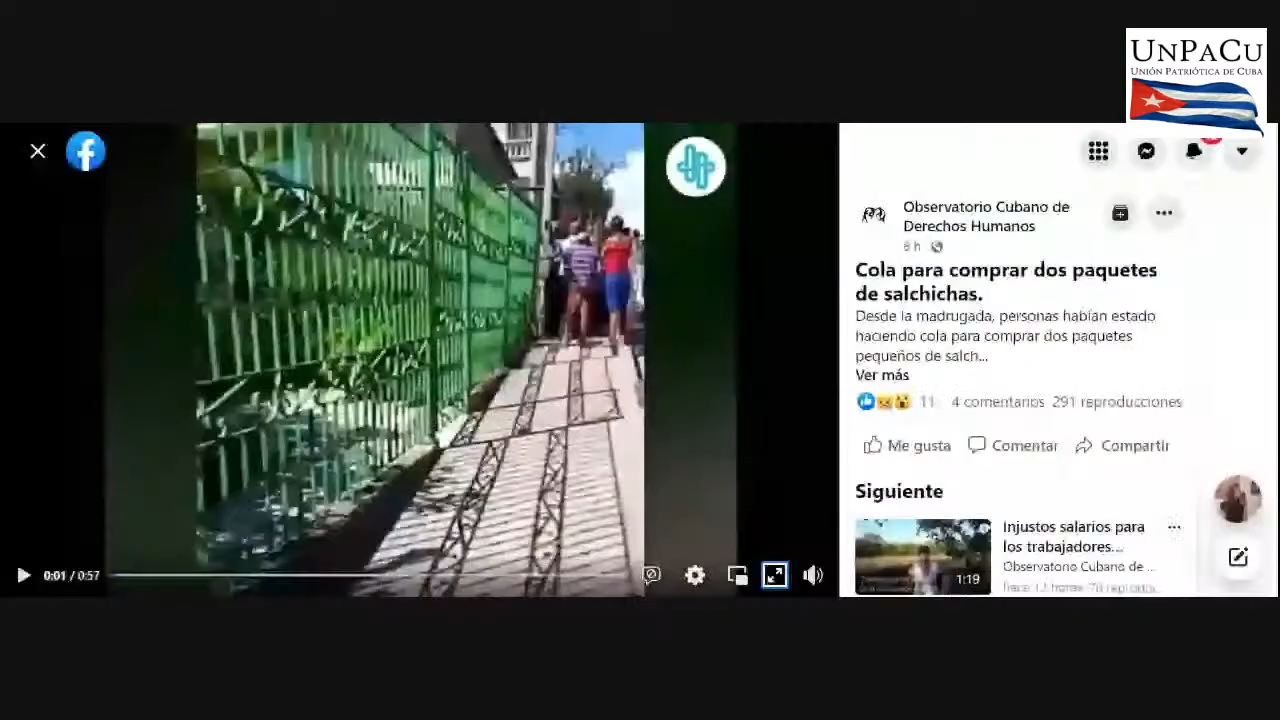 UNPACU
UNIÓN PATRIÓTICA DE CUBA
Observatorio Cubano de
Derechos Humanos
8 h
Cola para comprar dos paquetes
de salchichas.
Desde la madrugada, personas habían estado
haciendo cola para comprar dos paquetes
pequeños de salch...
Ver más
11 4 comentarios 291 reproducciones
Me gusta Comentar Compartir
Siguiente
Injustos salarios para
los trabajadores...
Observatorio Cubano de ...
1:19
0:01 / 0:57